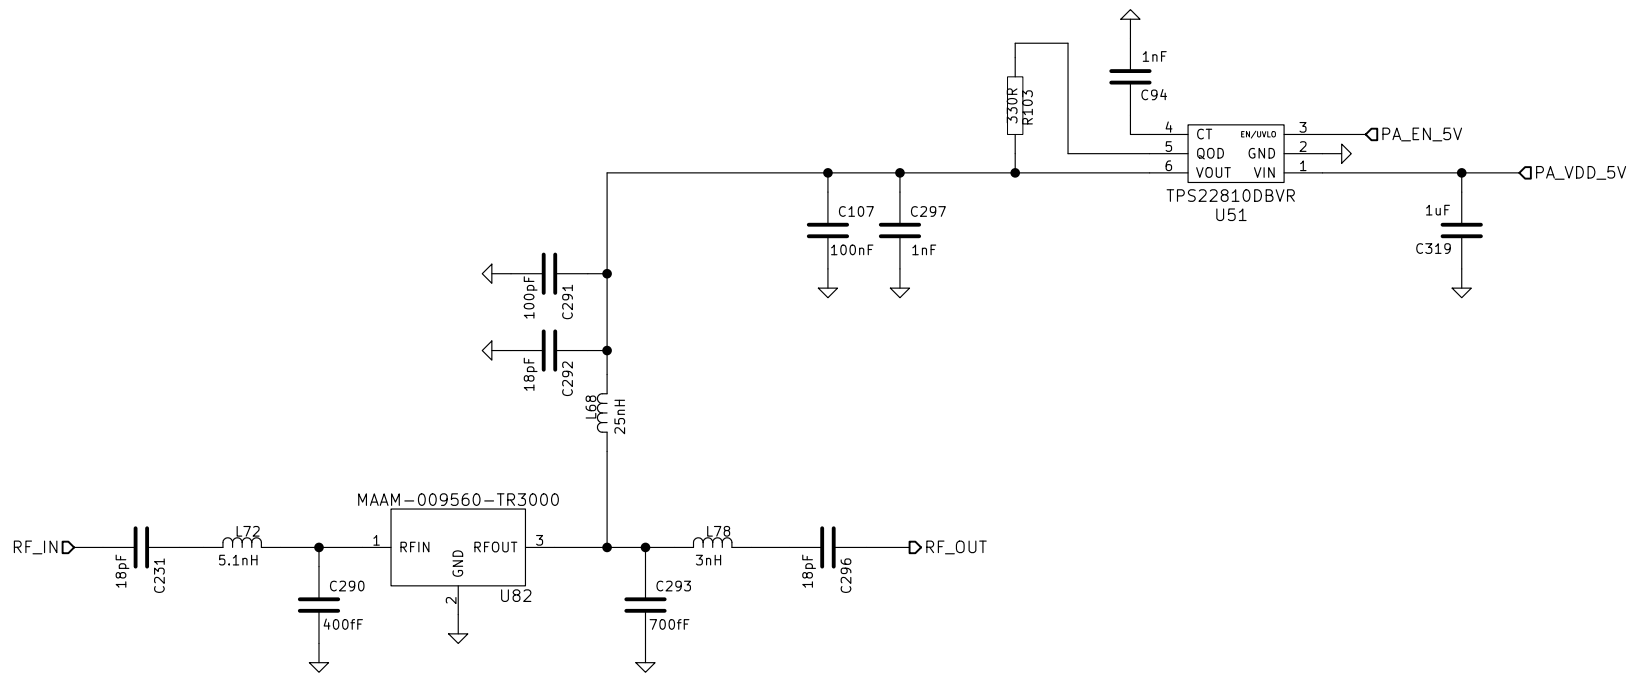 1nF
C94
330R
R103
4
CT
EN/UVLO
3
PA_EN_5V
5
QOD
GND
2
6
VOUT
VIN
1
PA_VDD_5V
TPS22810DBVR
U51
C107
100nF
C297
1nF
1uF
C319
100pF
C291
18pF
C292
L68
25nH
MAAM-009560-TR3000
RF_IN
18pF
C231
L72
5.1nH
1
RFIN
GND
RFOUT
3
2
U82
L78
3nH
18pF
C296
RF_OUT
C290
400fF
C293
700fF